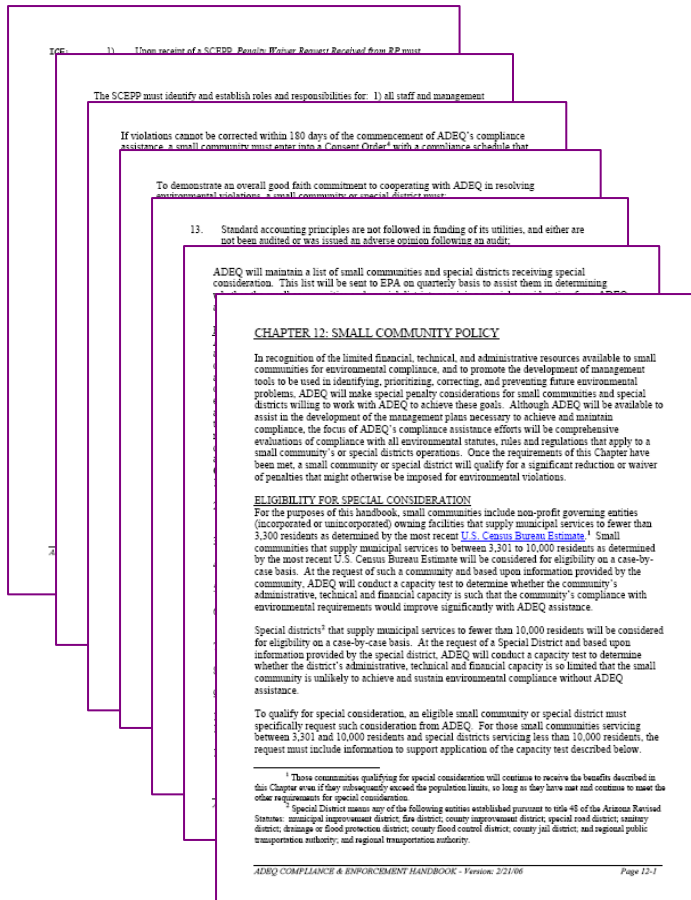 ICE: 1) Upon receipt of a SCEPP, Penalty Waiver Request Received from RP must
The SCEPP must identify and establish roles and responsibilities for: 1) all staff and management
If violations cannot be corrected within 180 days of the commencement of ADEQ's compliance
assistance, a small community must enter into a Consent Order4 with a compliance schedule that
To demonstrate an overall good faith commitment to cooperating with ADEQ in resolving
environmental violations, a small community or special district must:
13. Standard accounting principles are not followed in funding of its utilities, and either are
not been audited or was issued an adverse opinion following an audit;
ADEQ will maintain a list of small communities and special districts receiving special
consideration. This list will be sent to EPA on quarterly basis to assist them in determining
CHAPTER 12: SMALL COMMUNITY POLICY
In recognition of the limited financial, technical, and administrative resources available to small
communities for environmental compliance, and to promote the development of management
tools to be used in identifying, prioritizing, correcting, and preventing future environmental
problems, ADEQ will make special penalty considerations for small communities and special
districts willing to work with ADEQ to achieve these goals. Although ADEQ will be available to
assist in the development of the management plans necessary to achieve and maintain
compliance, the focus of ADEQ's compliance assistance efforts will be comprehensive
evaluations of compliance with all environmental statutes, rules and regulations that apply to a
small community's or special districts operations. Once the requirements of this Chapter have
been met, a small community or special district will qualify for a significant reduction or waiver
of penalties that might otherwise be imposed for environmental violations.
ELIGIBILITY FOR SPECIAL CONSIDERATION
For the purposes of this handbook, small communities include non-profit governing entities
(incorporated or unincorporated) owning facilities that supply municipal services to fewer than
3,300 residents as determined by the most recent U.S. Census Bureau Estimate.1 Small
communities that supply municipal services to between 3,301 to 10,000 residents as determined
by the most recent U.S. Census Bureau Estimate will be considered for eligibility on a case-by-
case basis. At the request of such a community and based upon information provided by the
community, ADEQ will conduct a capacity test to determine whether the community's
administrative, technical and financial capacity is such that the community's compliance with
environmental requirements would improve significantly with ADEQ assistance.
Special districts2 that supply municipal services to fewer than 10,000 residents will be considered
for eligibility on a case-by-case basis. At the request of a Special District and based upon
information provided by the special district, ADEQ will conduct a capacity test to determine
whether the district's administrative, technical and financial capacity is so limited that the small
community is unlikely to achieve and sustain environmental compliance without ADEQ
assistance.
To qualify for special consideration, an eligible small community or special district must
specifically request such consideration from ADEQ. For those small communities servicing
between 3,301 and 10,000 residents and special districts servicing less than 10,000 residents, the
request must include information to support application of the capacity test described below.
1 Those communities qualifying for special consideration will continue to receive the benefits described in
this Chapter even if they subsequently exceed the population limits, so long as they have met and continue to meet the
other requirements for special consideration.
2 Special District means any of the following entities established pursuant to title 48 of the Arizona Revised
Statutes: municipal improvement district; fire district; county improvement district; special road district; sanitary
district; drainage or flood protection district; county flood control district; county jail district; and regional public
transportation authority; and regional transportation authority.
ADEQ COMPLIANCE & ENFORCEMENT HANDBOOK - Version: 2/21/06 Page 12-1